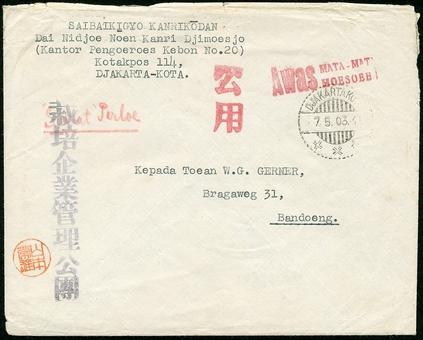 SAIBAIKIGYO KANRIKODAN
Dai Nidjoe Noen Kanri Djimoesjo
(Kantor Pengoeroes Kebon No.20)
Kotakpos 114,
DJAKARTA-KOTA.
公用
Awas MATA-MATA
MOESOEH!
DJAKARTA
7.5.03.
Perloe
栽培企業管理公團
Kepada Toean W.G. GERNER,
Bragaweg 31,
Bandoeng.